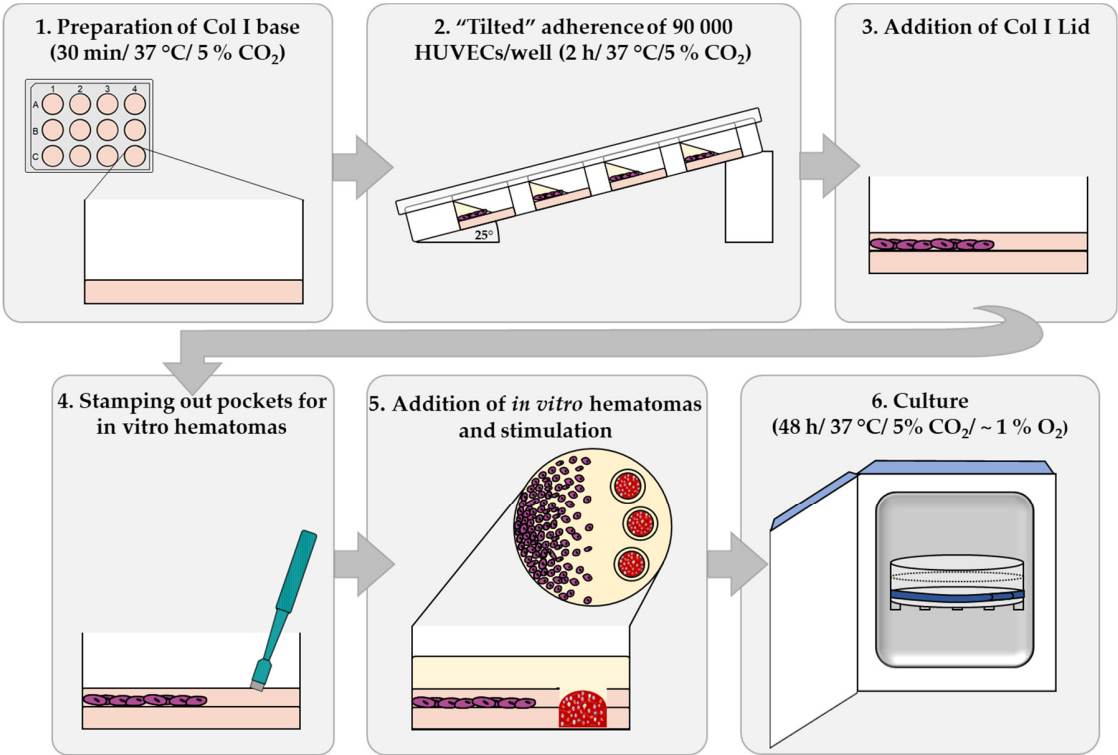 1. Preparation of Col I base
(30 min/ 37 °C/ 5 % CO₂)
1 2 3 4
A
B
C
2. “Tilted” adherence of 90 000
HUVECs/well (2 h/ 37 °C/5 % CO₂)
25°
3. Addition of Col I Lid
4. Stamping out pockets for
in vitro hematomas
5. Addition of in vitro hematomas
and stimulation
6. Culture
(48 h/ 37 °C/ 5% CO₂/ ~ 1 % O₂)